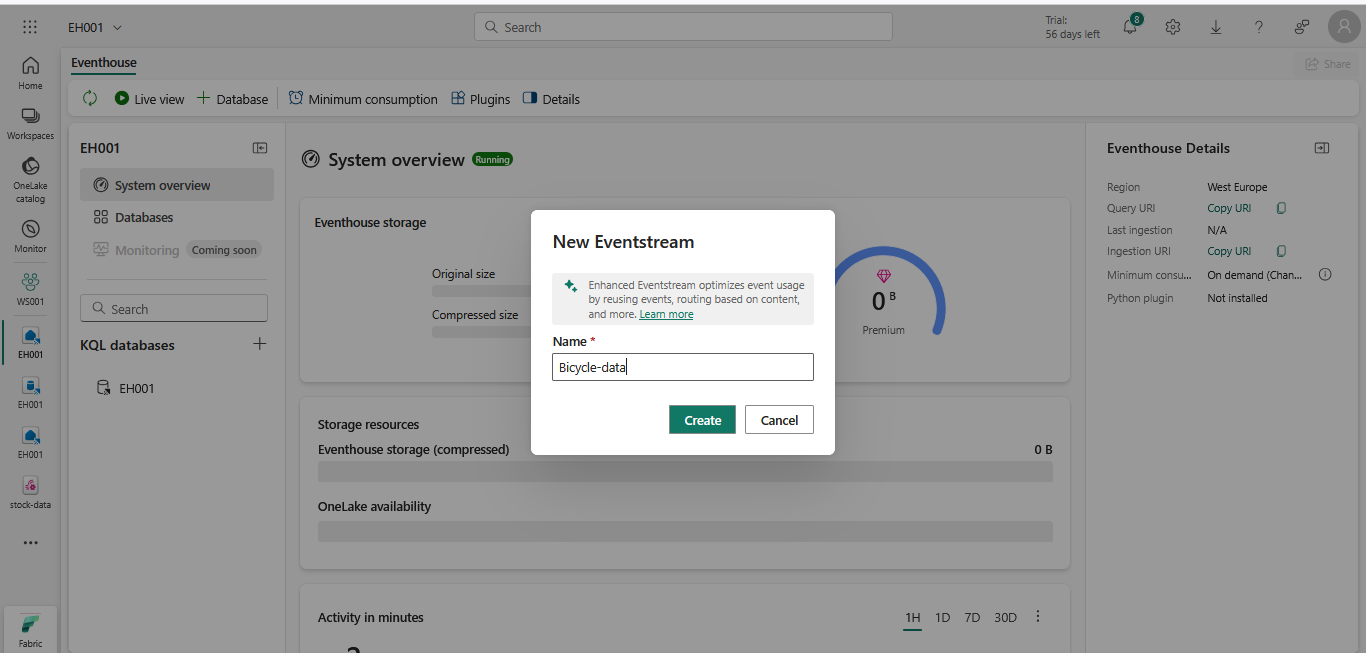 EH001
Search
Trial:
56 days left
8
Home
Workspaces
OneLake
catalog
Monitor
WS001
EH001
EH001
EH001
stock-data
Fabric
Eventhouse
Share
Live view
Database
Minimum consumption
Plugins
Details
EH001
System overview
Databases
Monitoring Coming soon
Search
KQL databases
EH001
System overview Running
Eventhouse storage
Original size
Compressed size
0 B
Premium
Storage resources
Eventhouse storage (compressed) 0 B
OneLake availability
Activity in minutes
1H 1D 7D 30D
New Eventstream
Enhanced Eventstream optimizes event usage
by reusing events, routing based on content,
and more. Learn more
Name *
Bicycle-data
Create Cancel
Eventhouse Details
Region West Europe
Query URI Copy URI
Last ingestion N/A
Ingestion URI Copy URI
Minimum consu... On demand (Chan...
Python plugin Not installed